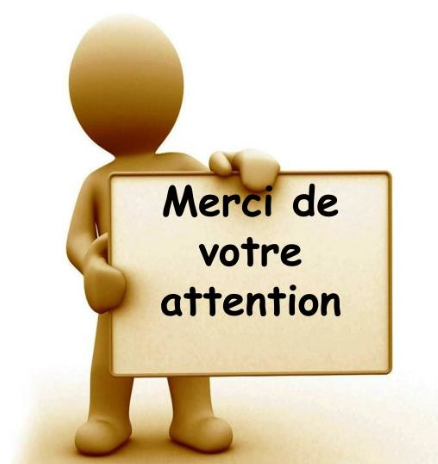 Merci de
votre
attention